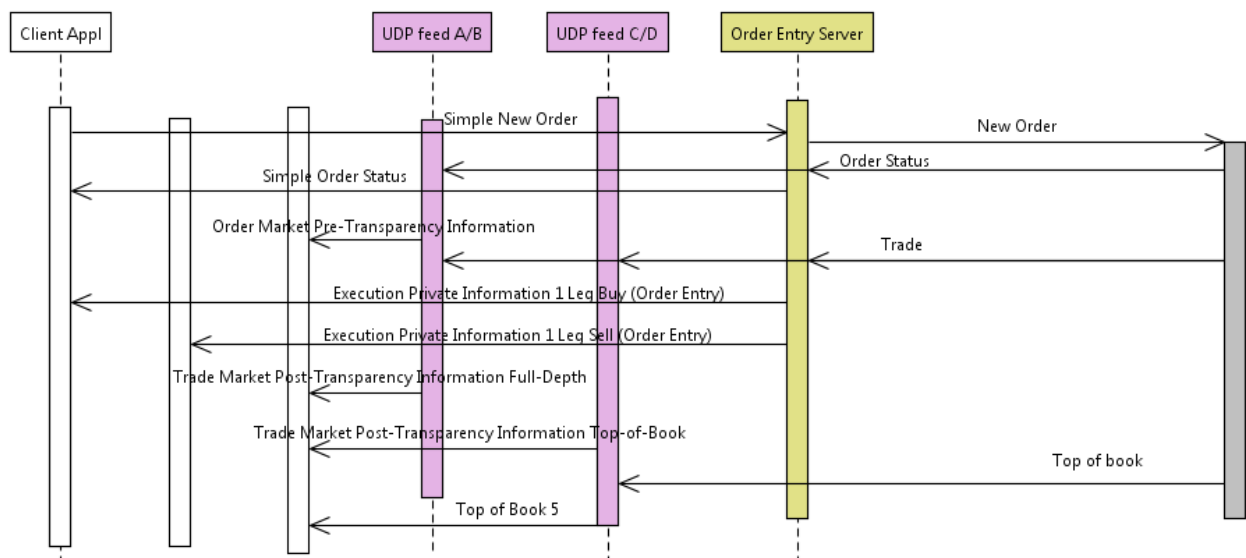 Client Appl
UDP feed A/B
UDP feed C/D
Order Entry Server
Simple New Order
New Order
Order Status
Simple Order Status
Order Market Pre-Transparency Information
Trade
Execution Private Information 1 Leg Buy (Order Entry)
Execution Private Information 1 Leg Sell (Order Entry)
Trade Market Post-Transparency Information Full-Depth
Trade Market Post-Transparency Information Top-of-Book
Top of book
Top of Book 5